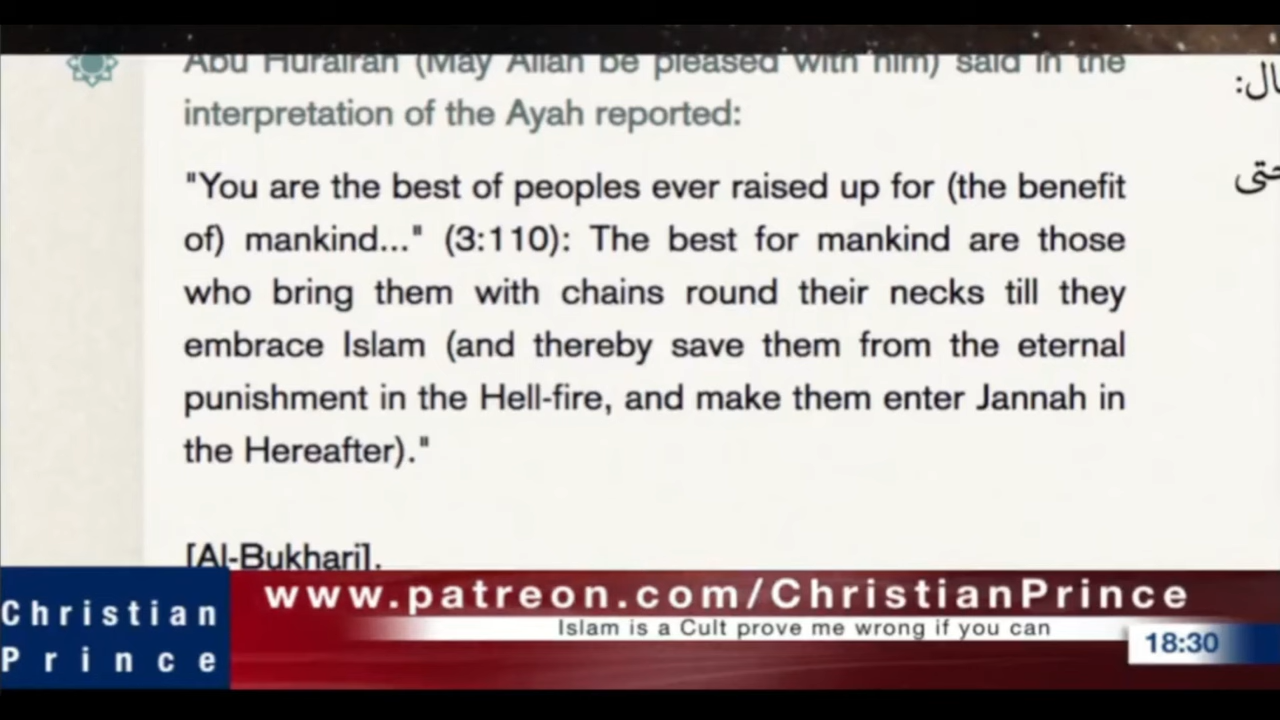 Abu Hurairah (May Allah be pleased with him) said in the
interpretation of the Ayah reported:
"You are the best of peoples ever raised up for (the benefit
of) mankind..." (3:110): The best for mankind are those
who bring them with chains round their necks till they
embrace Islam (and thereby save them from the eternal
punishment in the Hell-fire, and make them enter Jannah in
the Hereafter)."
[Al-Bukhari].
حتى
Christian
Prince
www.patreon.com/ChristianPrince
Islam is a Cult prove me wrong if you can
18:30